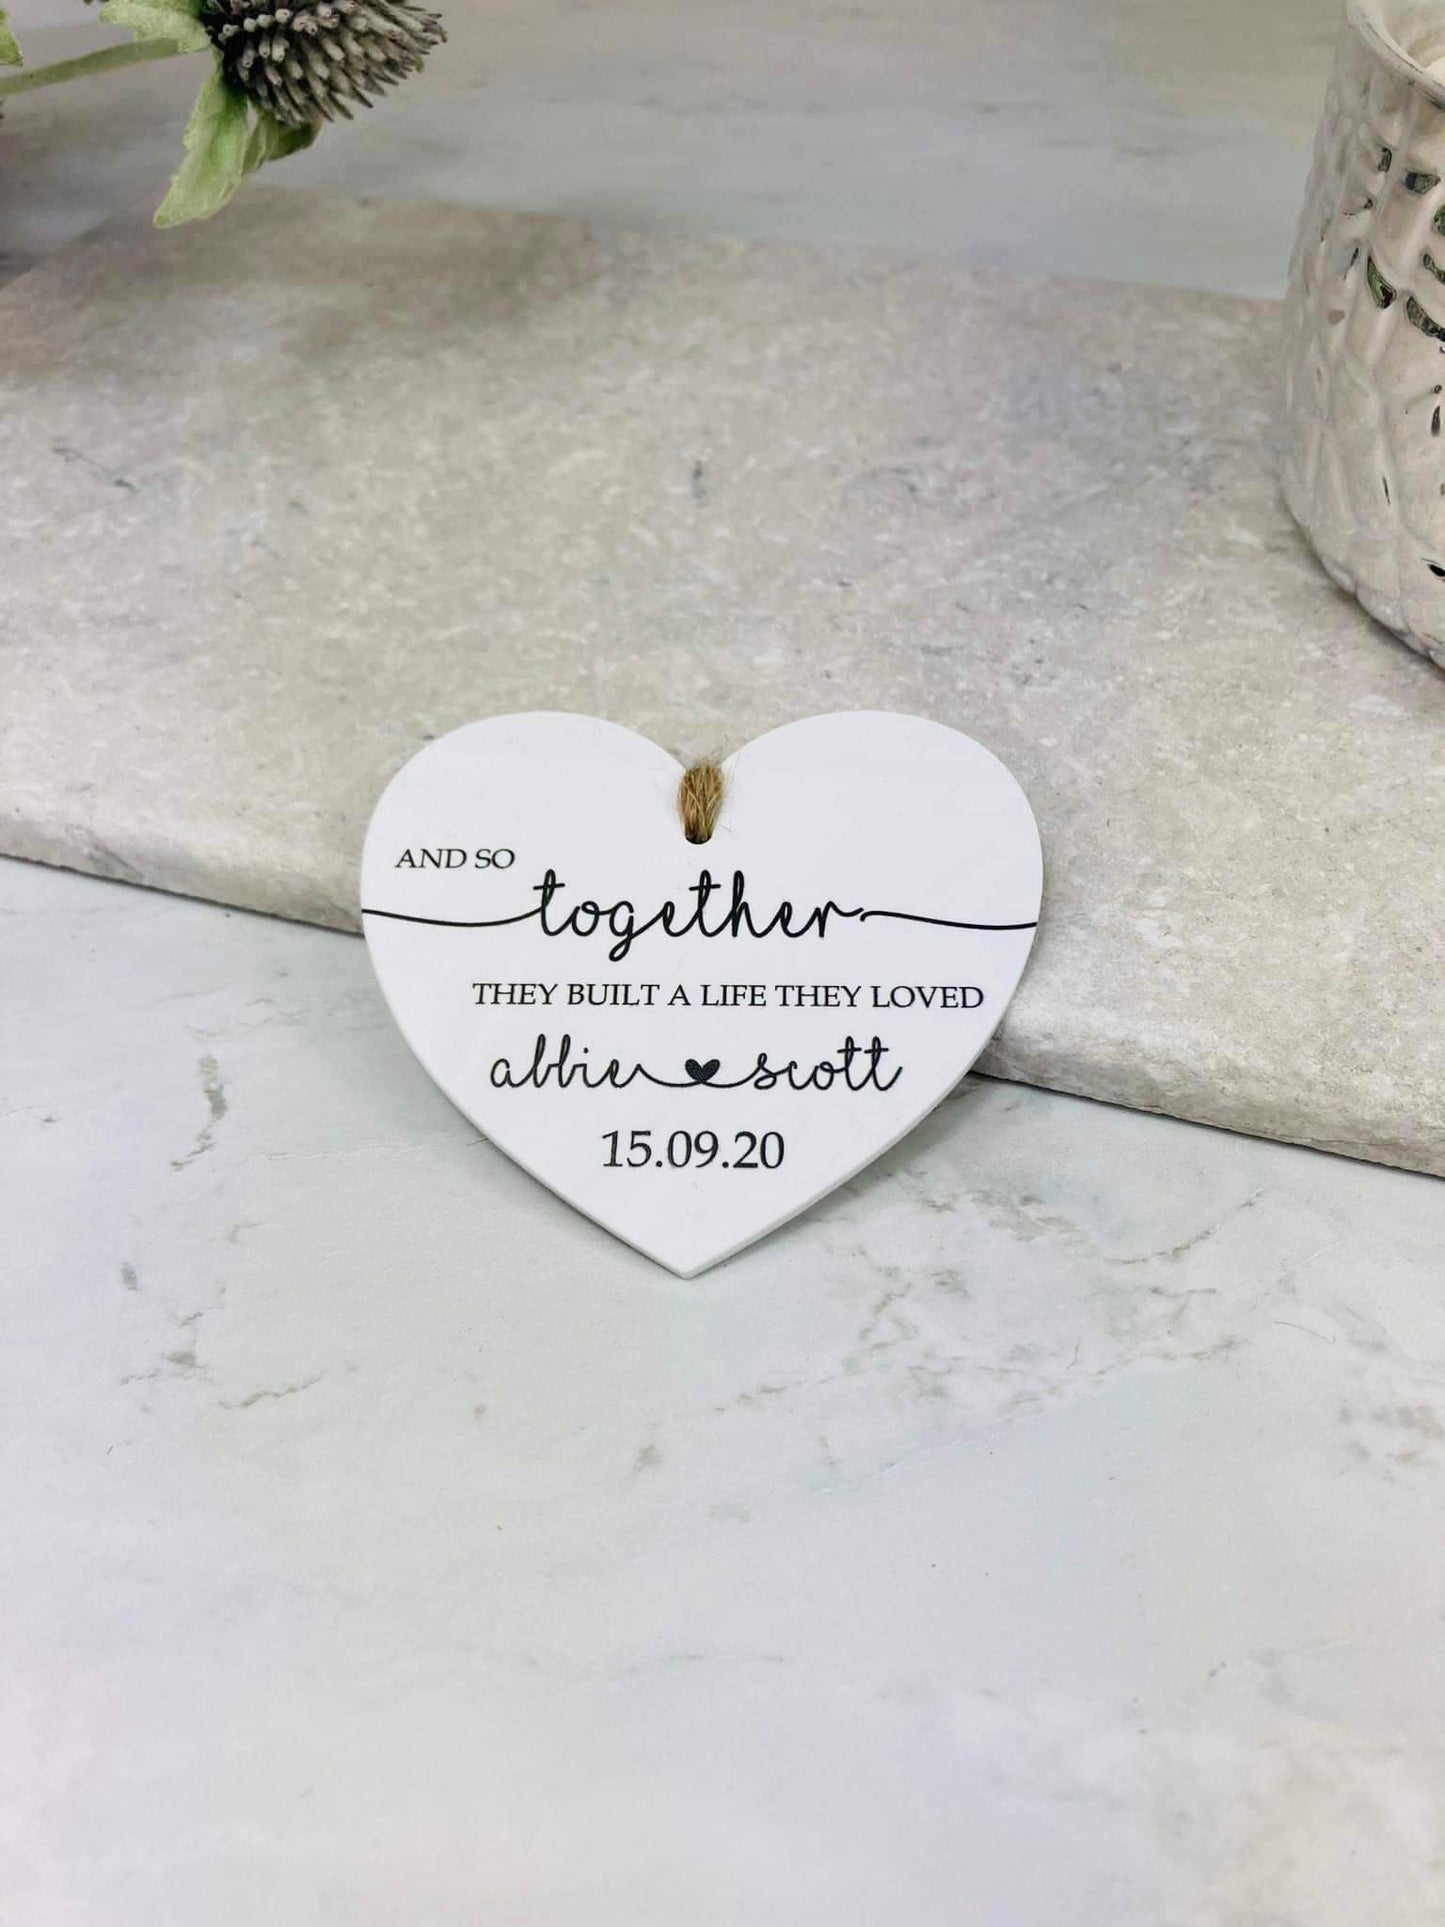 AND SO
together
THEY BUILT A LIFE THEY LOVED
abbie scott
15.09.20